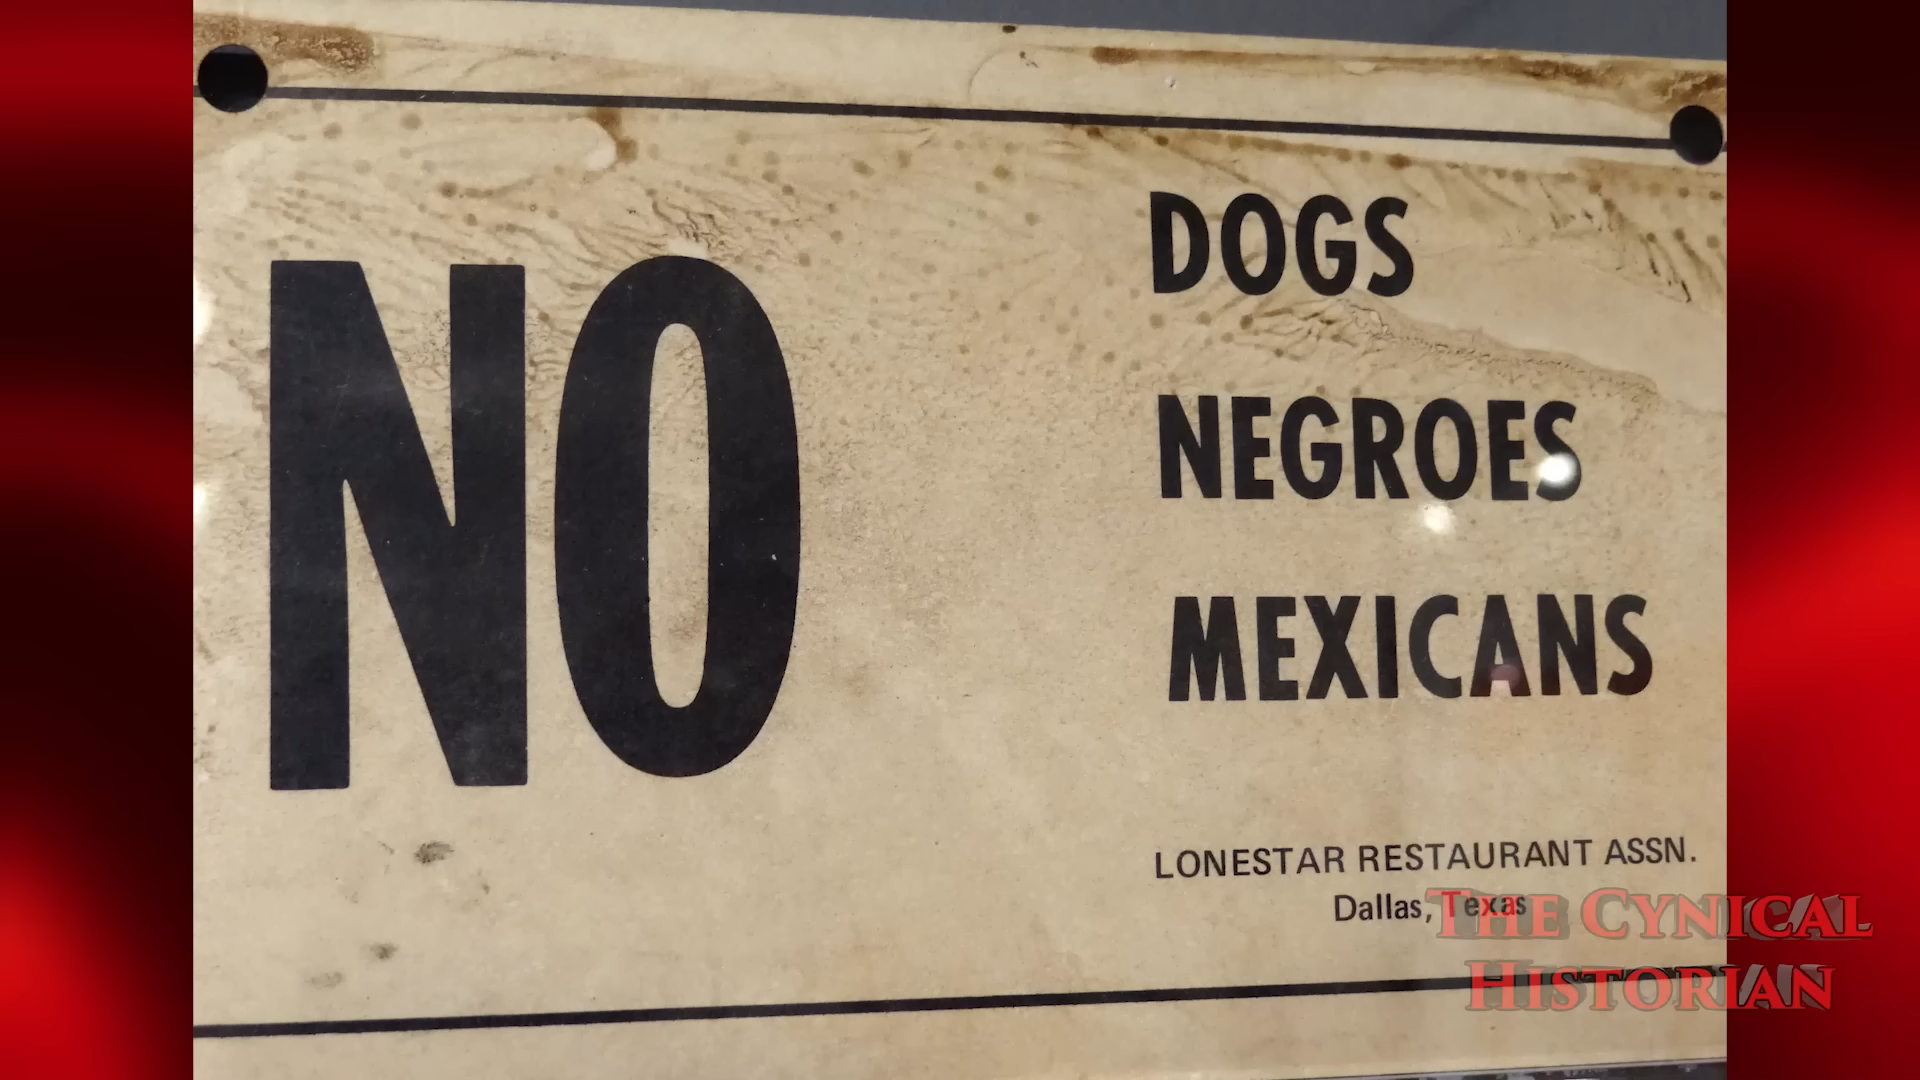 NO
DOGS
NEGROES
MEXICANS
LONESTAR RESTAURANT ASSN.
Dallas, Texas
THE CYNICAL
HISTORIAN